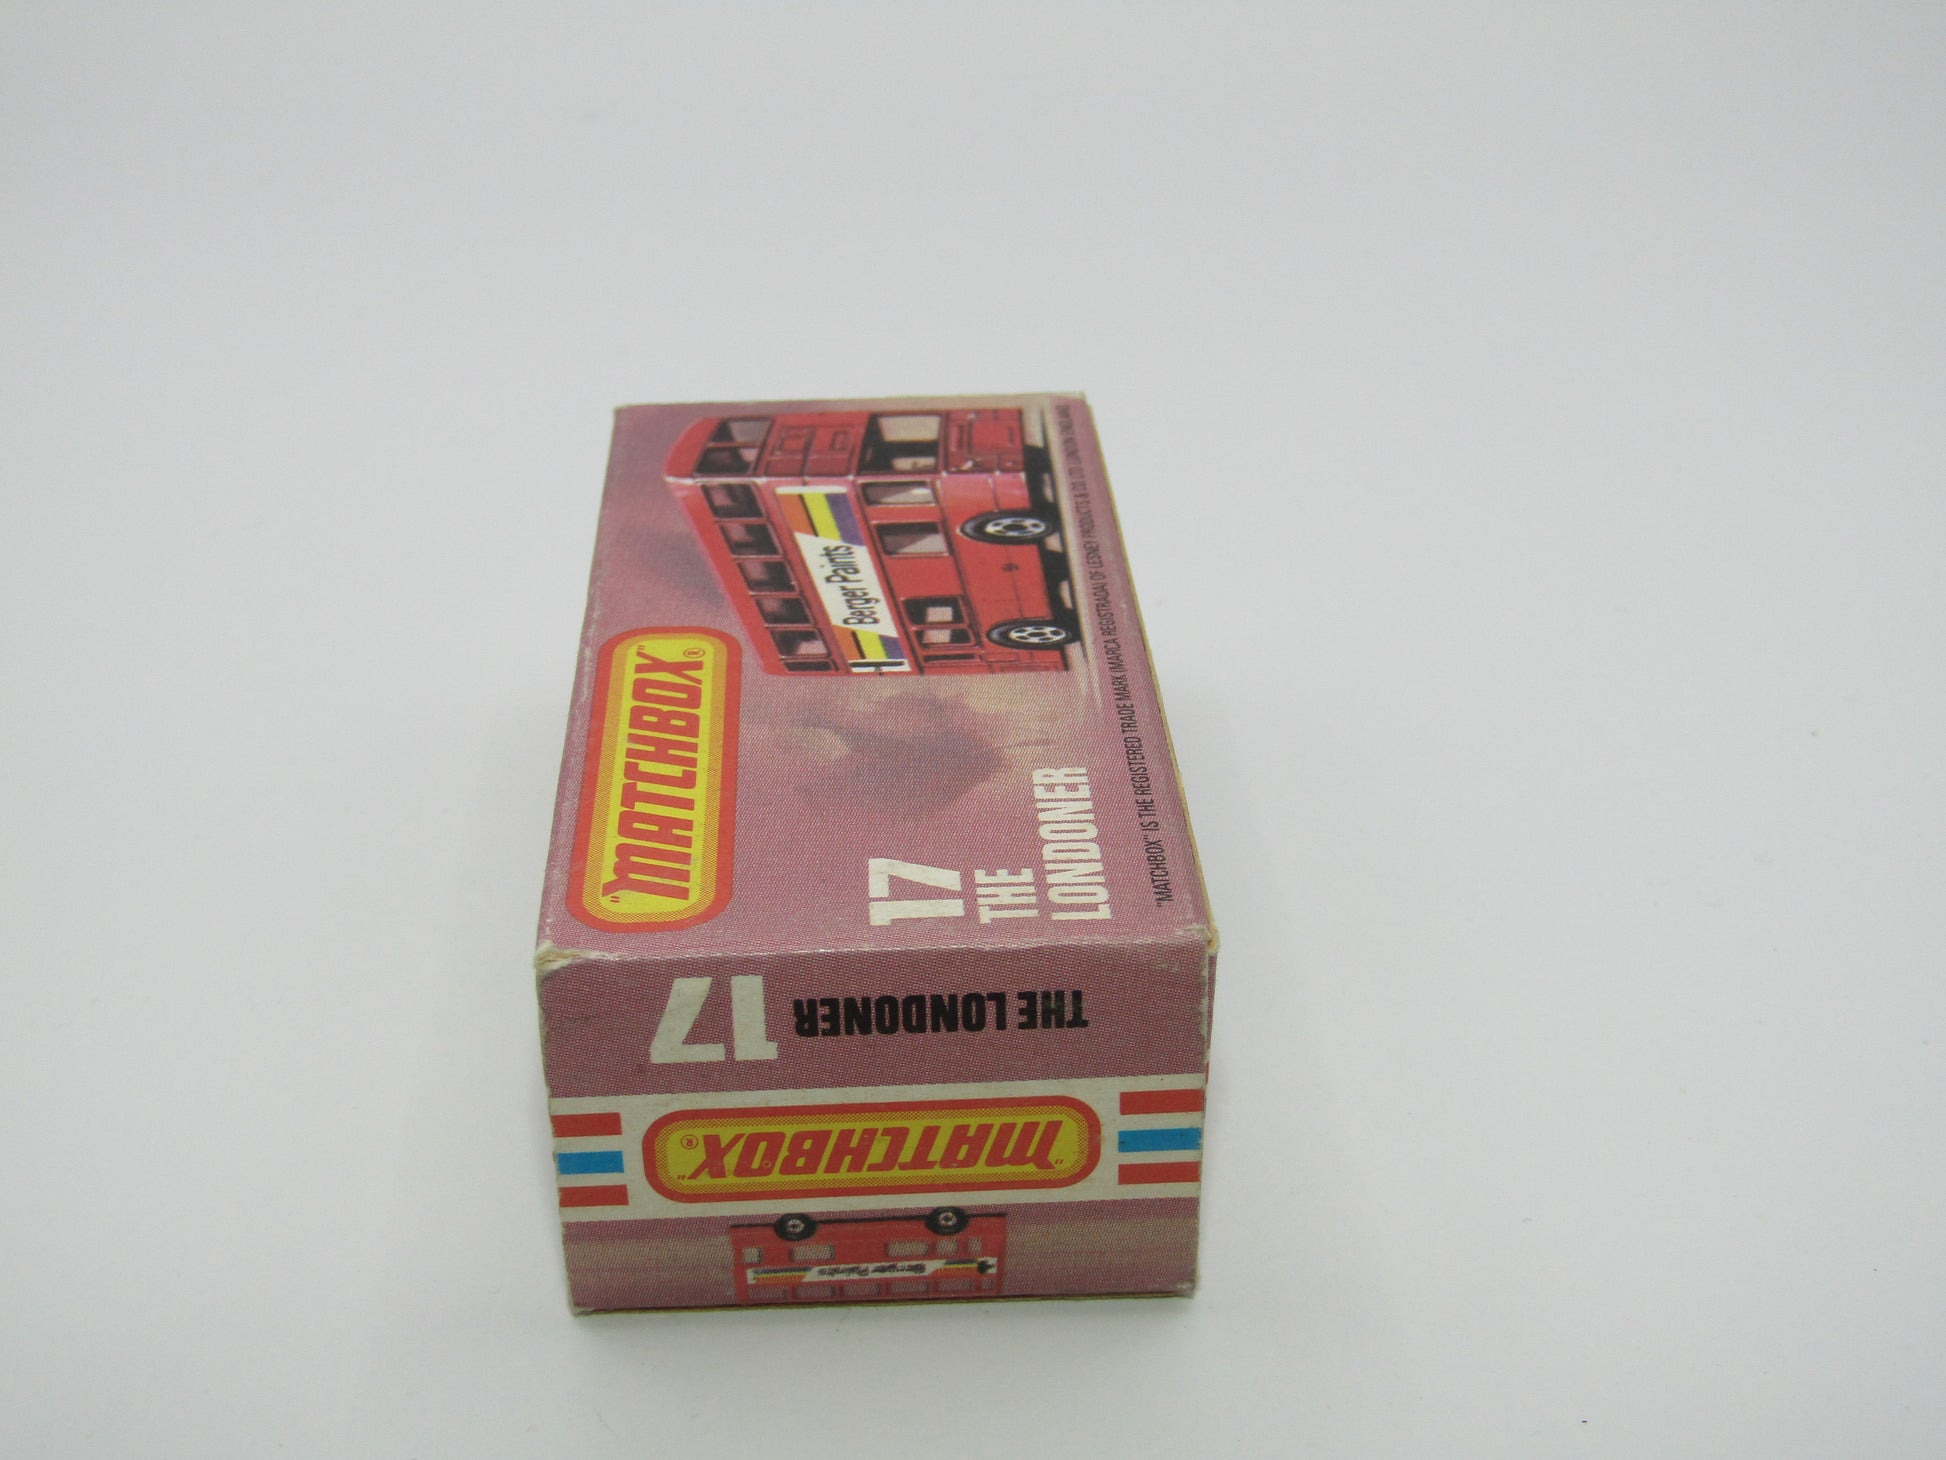 "MATCHBOX"®
Berger Paints
17
THE
LONDONER
"MATCHBOX" IS THE REGISTERED TRADE MARK (MARCA REGISTRADA) OF LESNEY PRODUCTS & CO. LTD. LONDON ENGLAND
17
THE LONDONER
"MATCHBOX"®
Berger Paints